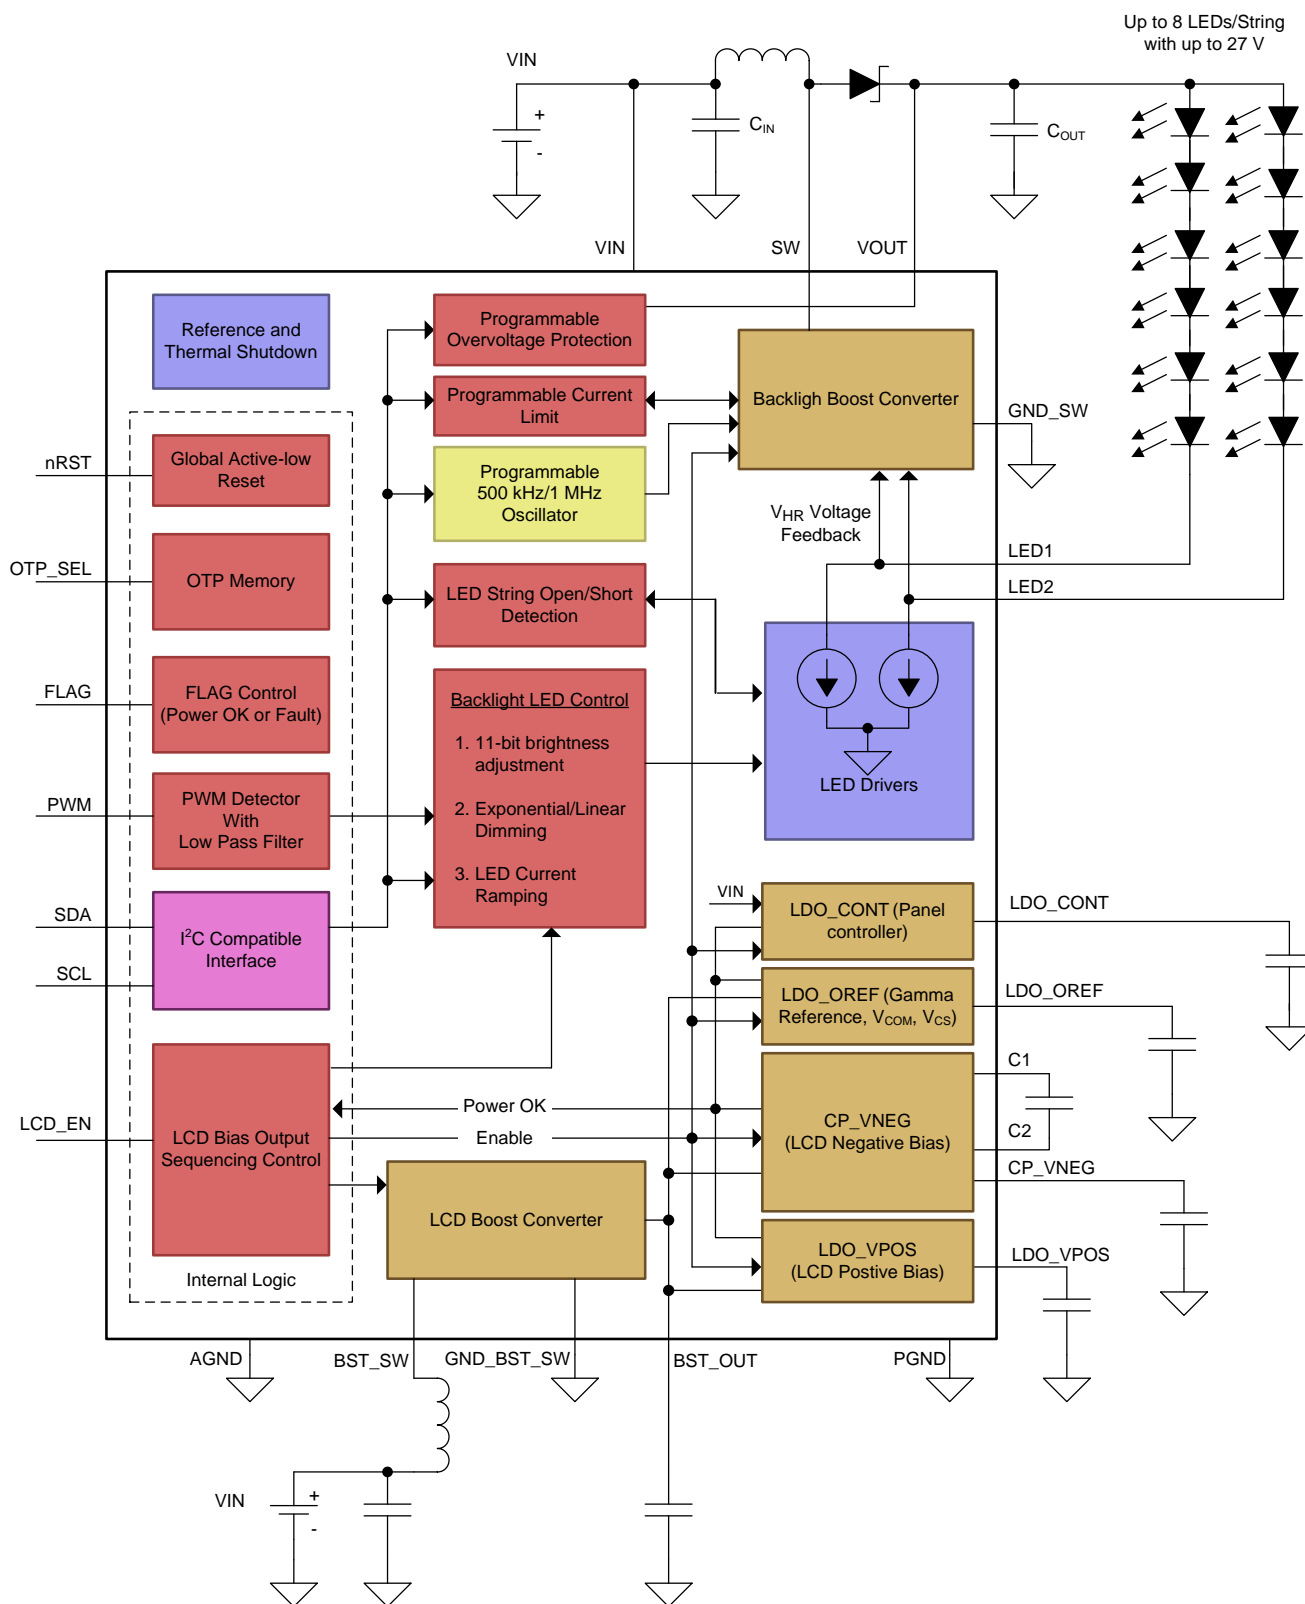 Up to 8 LEDs/String
with up to 27 V
VIN
+
-
CIN
COUT
VIN
SW
VOUT
Reference and
Thermal Shutdown
Programmable
Overvoltage Protection
Programmable Current
Limit
Backligh Boost Converter
GND_SW
nRST
Global Active-low
Reset
Programmable
500 kHz/1 MHz
Oscillator
VHR Voltage
Feedback
LED1
OTP_SEL
OTP Memory
LED String Open/Short
Detection
LED2
FLAG
FLAG Control
(Power OK or Fault)
Backlight LED Control
1. 11-bit brightness
adjustment
2. Exponential/Linear
Dimming
3. LED Current
Ramping
LED Drivers
PWM
PWM Detector
With
Low Pass Filter
SDA
SCL
I2C Compatible
Interface
VIN
LDO_CONT (Panel
controller)
LDO_CONT
LDO_OREF (Gamma
Reference, VCOM, VCS)
LDO_OREF
C1
C2
CP_VNEG
(LCD Negative Bias)
CP_VNEG
Power OK
Enable
LCD_EN
LCD Bias Output
Sequencing Control
LCD Boost Converter
LDO_VPOS
(LCD Postive Bias)
LDO_VPOS
Internal Logic
AGND
BST_SW
GND_BST_SW
BST_OUT
PGND
VIN
+
-